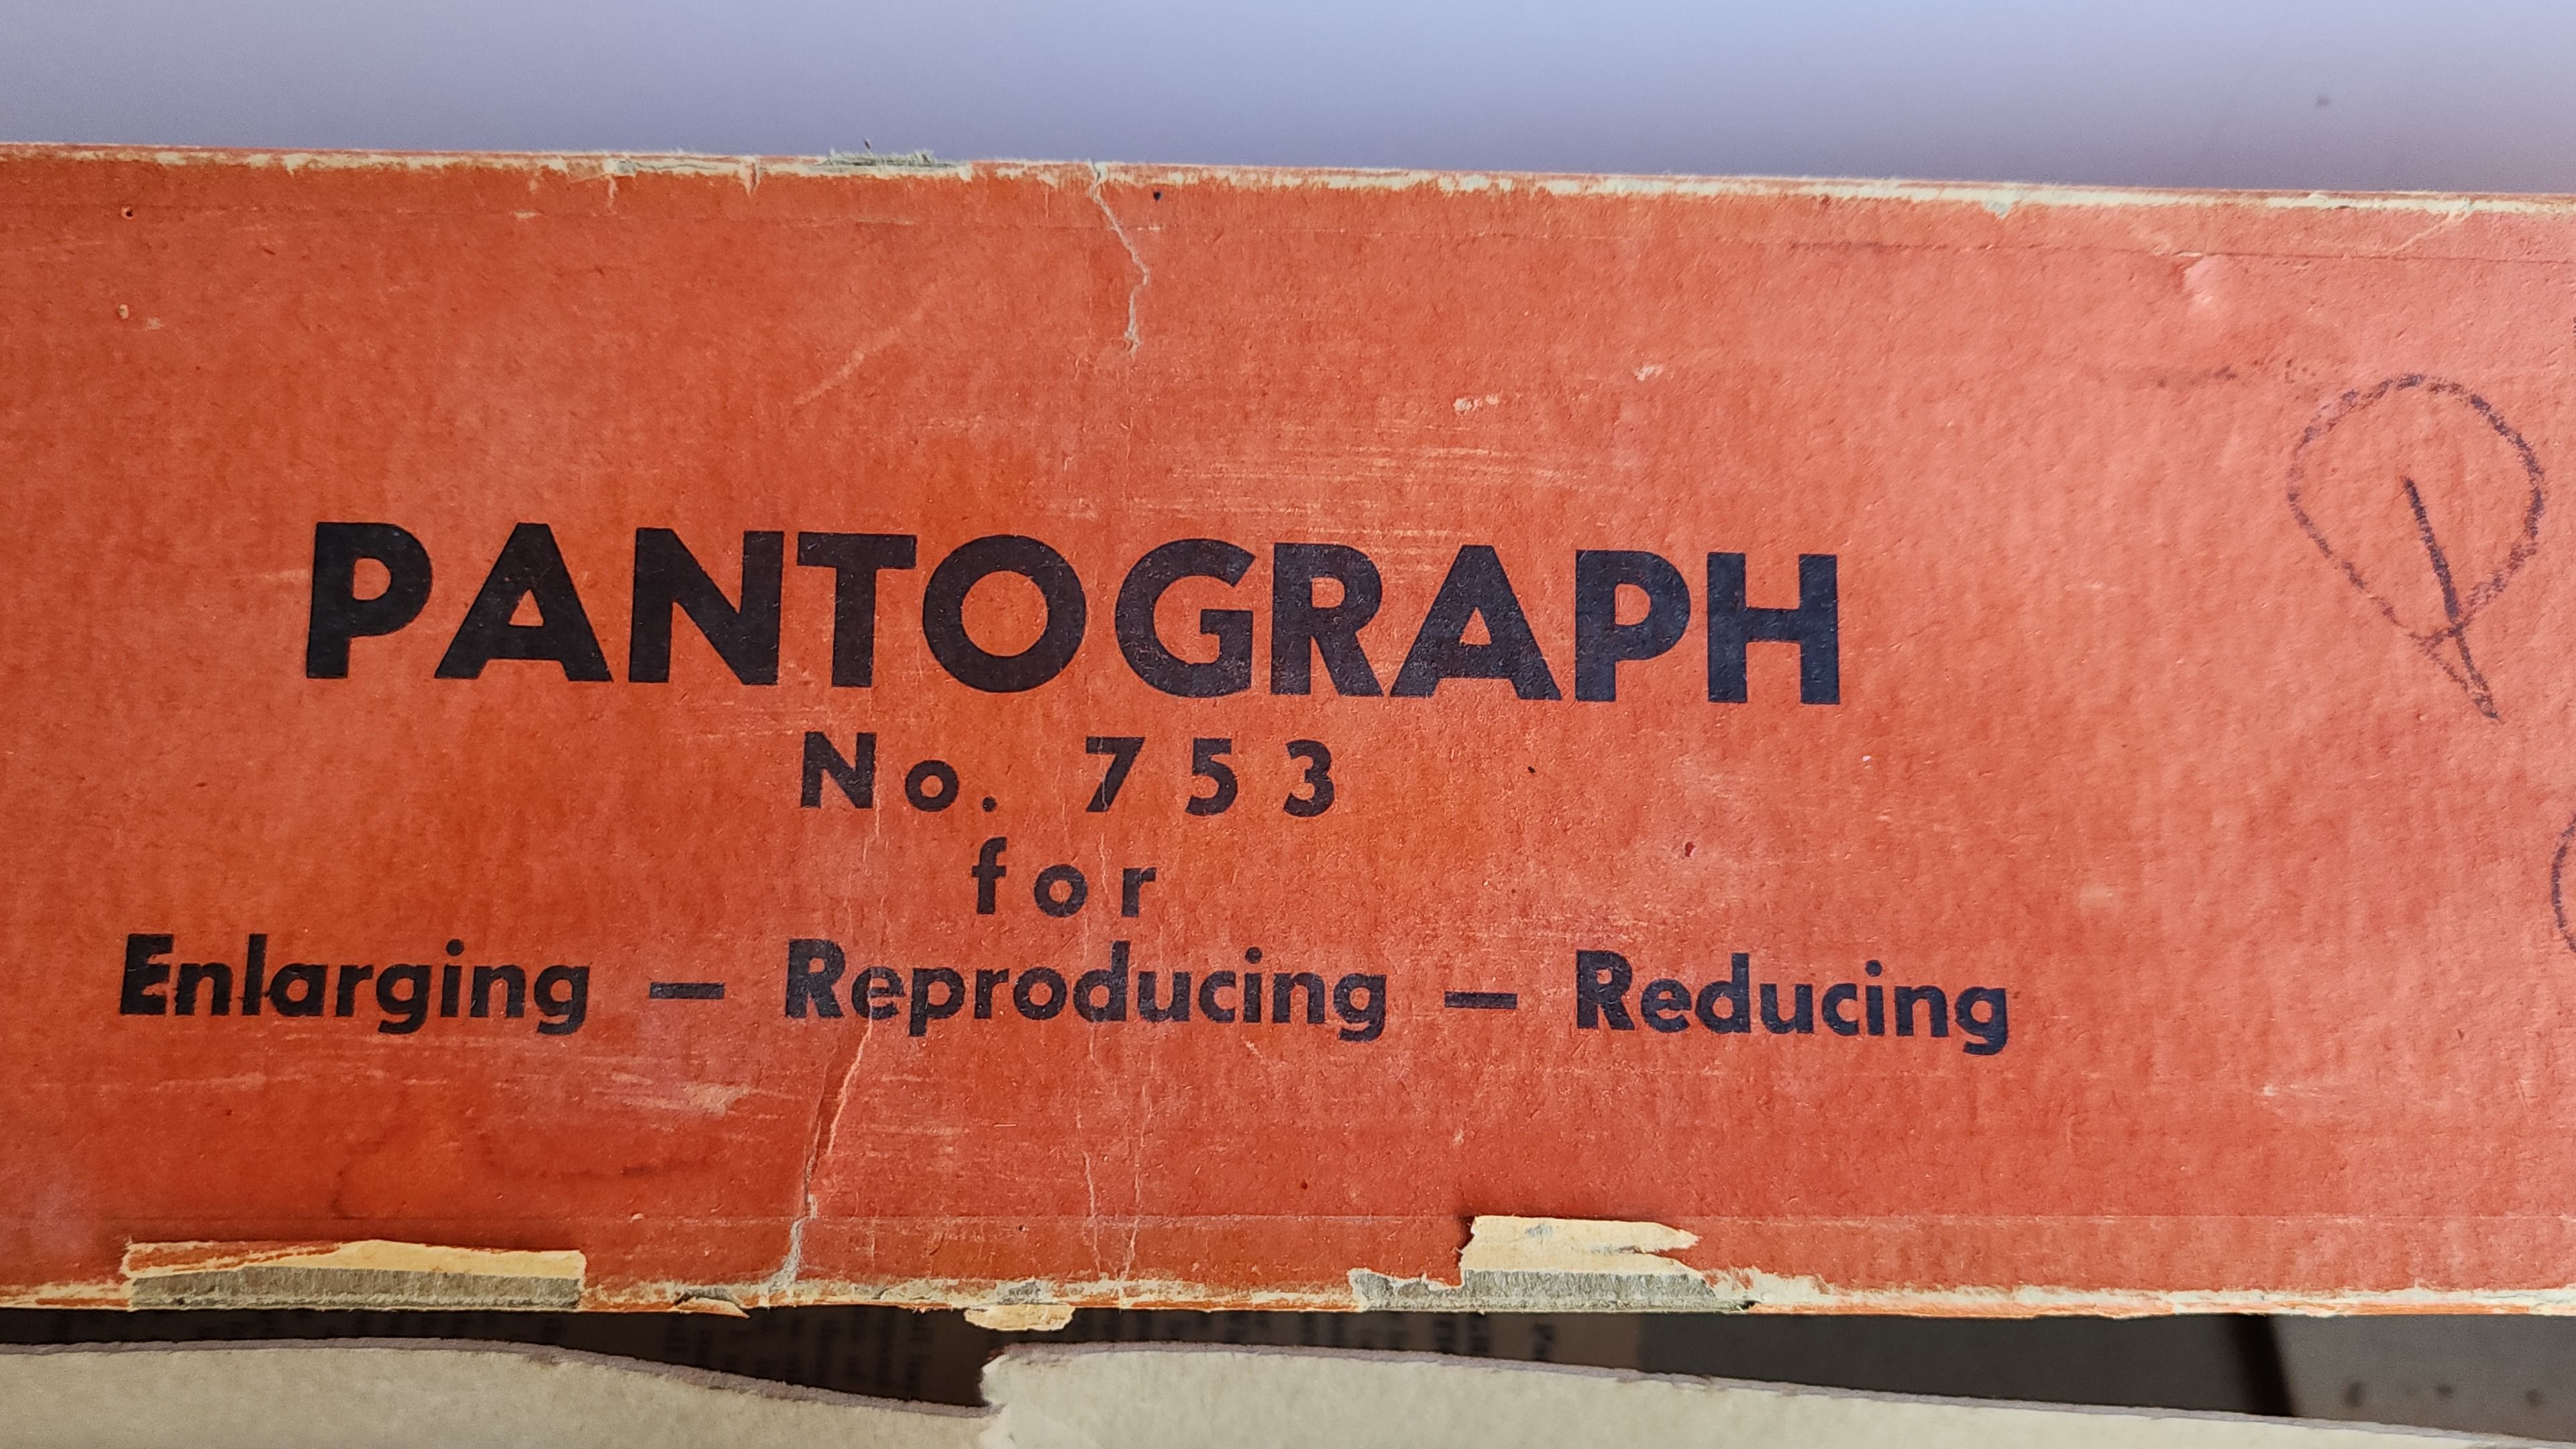 PANTOGRAPH
No. 753
for
Enlarging — Reproducing — Reducing